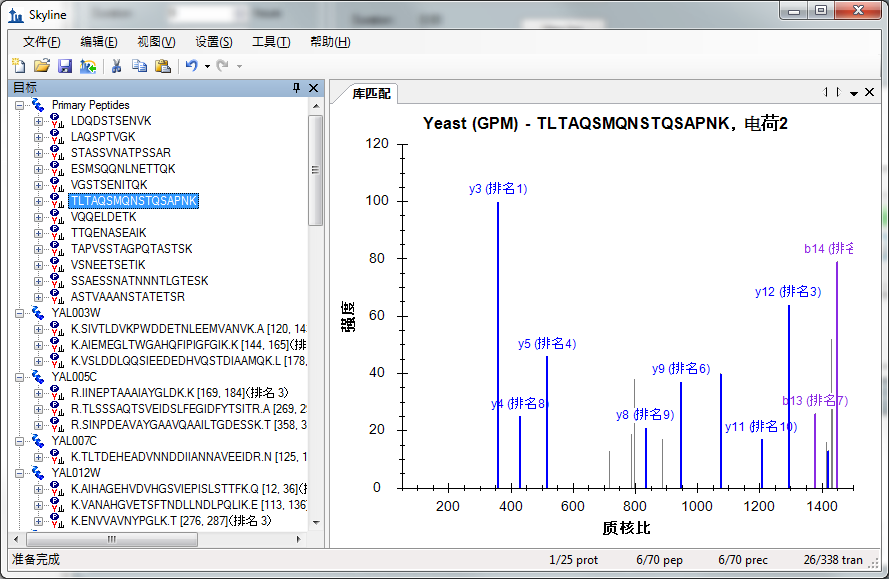 Skyline
文件(F) 编辑(E) 视图(V) 设置(S) 工具(T) 帮助(H)
目标
Primary Peptides
LDQDSTSENVK
LAQSPTVGK
STASSVNATPSSAR
ESMSQQNLNETTQK
VGSTSENITQK
TLTAQSMQNSTQSAPNK
VQQELDETK
TTQENASEAIK
TAPVSSTAGPQTASTSK
VSNEETSETIK
SSAESSNATNNNTLGTESK
ASTVAAANSTATETSR
YAL003W
K.SIVTLDVKPWDDETNLEEMVANVK.A [120, 14
K.AIEMEGLTWGAHQFIPIGFGIK.K [144, 165](排
K.VSLDDLQQSIEEDEDHVQSTDIAAMQK.L [178,
YAL005C
R.IINEPTAAAIAYGLDK.K [169, 184](排名 3)
R.TLSSSAQTSVEIDSLFEGIDFYTSITR.A [269, 29
R.SINPDEAVAYGAAVQAAILTGDESSK.T [358, 3
YAL007C
K.TLTDEHEADVNNDDIIANNAVEEIDR.N [125, 1
YAL012W
K.AIHAGEHVDVHGSVIEPISLSTTFK.Q [12, 36](排
K.VANAHGVETSFTNDLLNDLPQLIK.E [113, 136
K.ENVVAVNYPGLK.T [276, 287](排名 3)
库匹配
Yeast (GPM) - TLTAQSMQNSTQSAPNK, 电荷2
强度
120
100
80
60
40
20
0
y3 (排名1)
b14 (排名
y12 (排名3)
y5 (排名4)
y9 (排名6)
y4 (排名8)
b13 (排名7)
y8 (排名9)
y11 (排名10)
200 400 600 800 1000 1200 1400
质核比
准备完成 1/25 prot 6/70 pep 6/70 prec 26/338 tran